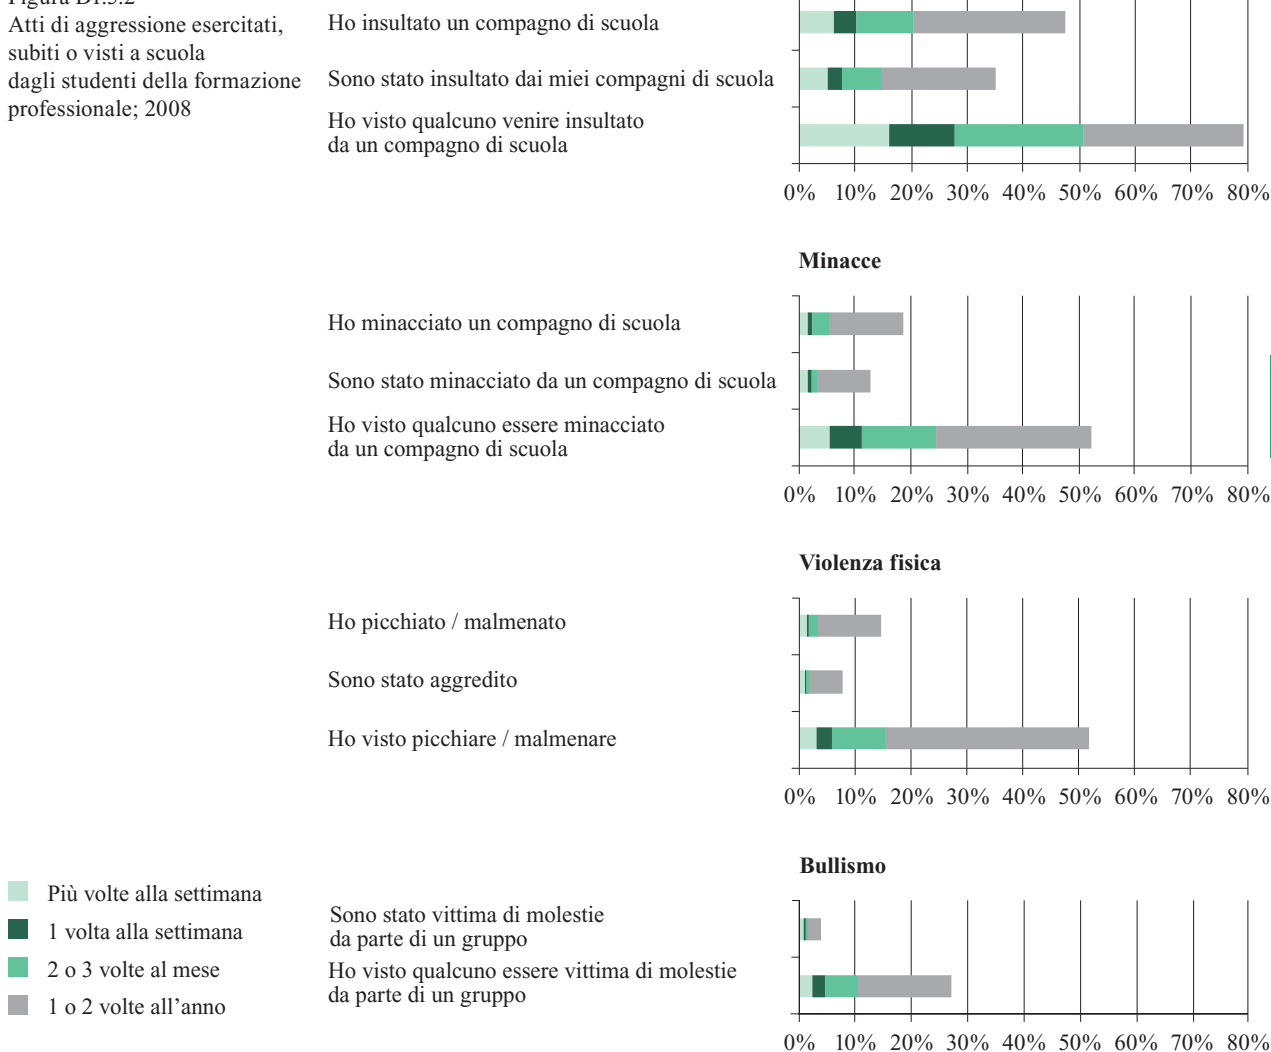 Figura D1.5.2
Atti di aggressione esercitati,
subiti o visti a scuola
dagli studenti della formazione
professionale; 2008
Ho insultato un compagno di scuola
Sono stato insultato dai miei compagni di scuola
Ho visto qualcuno venire insultato
da un compagno di scuola
0% 10% 20% 30% 40% 50% 60% 70% 80%
Minacce
Ho minacciato un compagno di scuola
Sono stato minacciato da un compagno di scuola
Ho visto qualcuno essere minacciato
da un compagno di scuola
0% 10% 20% 30% 40% 50% 60% 70% 80%
Violenza fisica
Ho picchiato / malmenato
Sono stato aggredito
Ho visto picchiare / malmenare
0% 10% 20% 30% 40% 50% 60% 70% 80%
Bullismo
Sono stato vittima di molestie
da parte di un gruppo
Ho visto qualcuno essere vittima di molestie
da parte di un gruppo
0% 10% 20% 30% 40% 50% 60% 70% 80%
Più volte alla settimana
1 volta alla settimana
2 o 3 volte al mese
1 o 2 volte all'anno